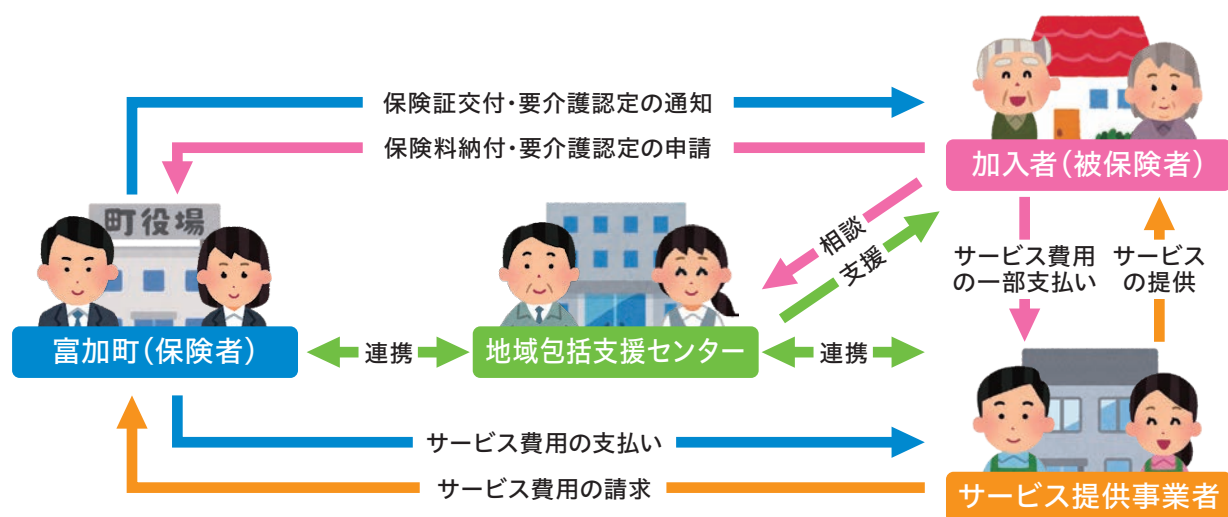 保険証交付・要介護認定の通知
保険料納付・要介護認定の申請
加入者(被保険者)
町役場
相談
支援
サービス費用
の一部支払い
サービス
の提供
富加町(保険者)
連携
地域包括支援センター
連携
サービス費用の支払い
サービス費用の請求
サービス提供事業者